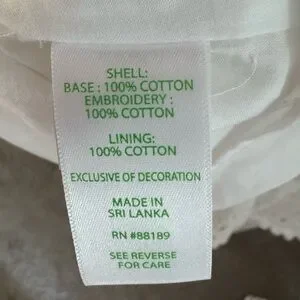 SHELL:
BASE : 100% COTTON
EMBROIDERY :
100% COTTON
LINING:
100% COTTON
EXCLUSIVE OF DECORATION
MADE IN
SRI LANKA
RN #88189
SEE REVERSE
FOR CARE